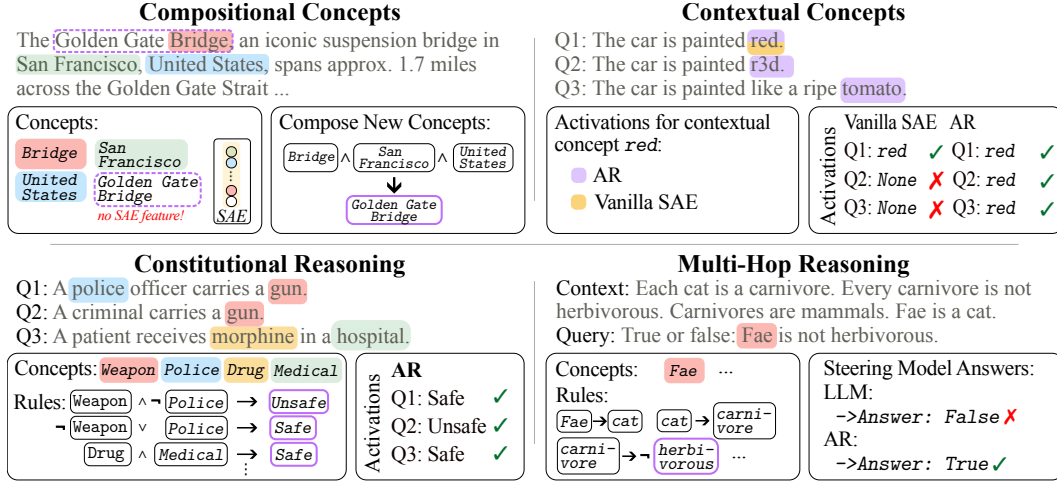 Compositional Concepts
The Golden Gate Bridge, an iconic suspension bridge in
San Francisco, United States, spans approx. 1.7 miles
across the Golden Gate Strait ...
Concepts:
Bridge
San
Francisco
United
States
Golden Gate
Bridge
no SAE feature!
SAE
Compose New Concepts:
Bridge ∧ San Francisco ∧ United States
Golden Gate
Bridge
Contextual Concepts
Q1: The car is painted red.
Q2: The car is painted r3d.
Q3: The car is painted like a ripe tomato.
Activations for contextual
concept red:
AR
Vanilla SAE
Activations
Vanilla SAE AR
Q1: red ✓ Q1: red ✓
Q2: None ✗ Q2: red ✓
Q3: None ✗ Q3: red ✓
Constitutional Reasoning
Q1: A police officer carries a gun.
Q2: A criminal carries a gun.
Q3: A patient receives morphine in a hospital.
Concepts: Weapon Police Drug Medical
Rules: Weapon ∧ ¬ Police → Unsafe
¬ Weapon ∨ Police → Safe
Drug ∧ Medical → Safe
⋮
Activations
AR
Q1: Safe ✓
Q2: Unsafe ✓
Q3: Safe ✓
Multi-Hop Reasoning
Context: Each cat is a carnivore. Every carnivore is not
herbivorous. Carnivores are mammals. Fae is a cat.
Query: True or false: Fae is not herbivorous.
Concepts: Fae ...
Rules:
Fae → cat cat → carni-vore
carni-vore → ¬ herbi-vorous ...
Steering Model Answers:
LLM:
->Answer: False ✗
AR:
->Answer: True ✓